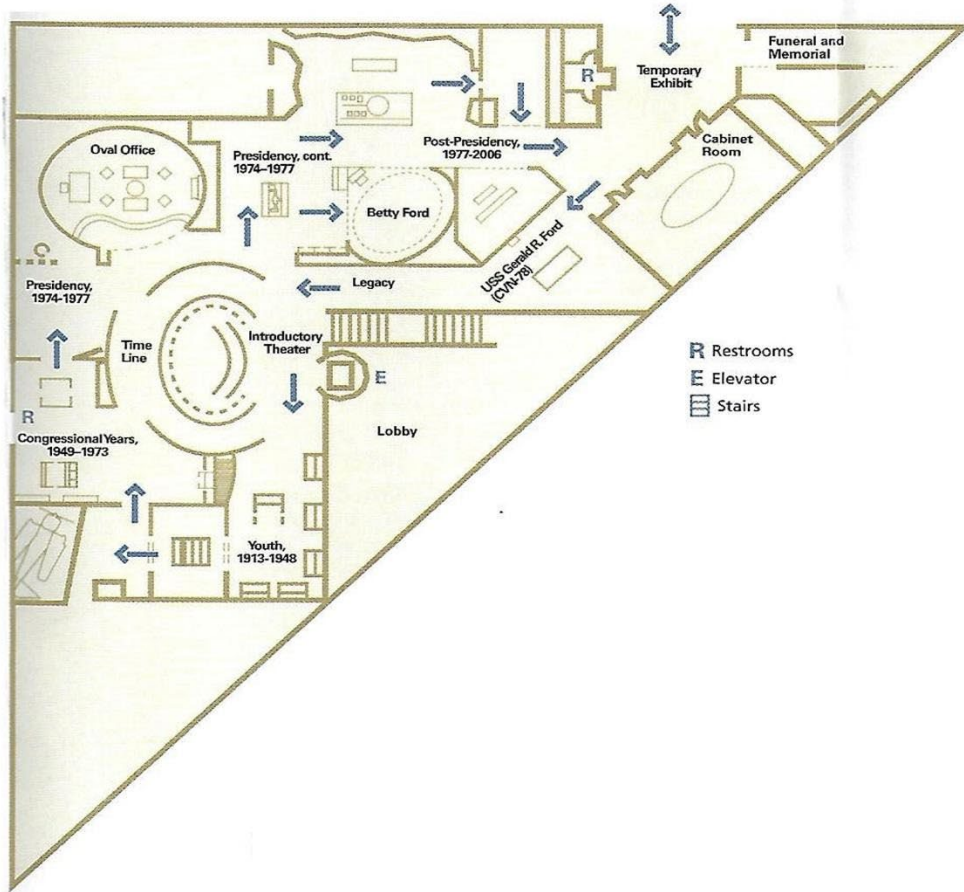 Funeral and
Memorial
R
Temporary
Exhibit
Oval Office
Presidency, cont.
1974–1977
Post-Presidency,
1977-2006
Cabinet
Room
Betty Ford
USS Gerald R. Ford
(CVN-78)
Presidency,
1974-1977
Legacy
Time
Line
Introductory
Theater
E
R Restrooms
E Elevator
Stairs
R
Congressional Years,
1949–1973
Lobby
Youth,
1913-1948